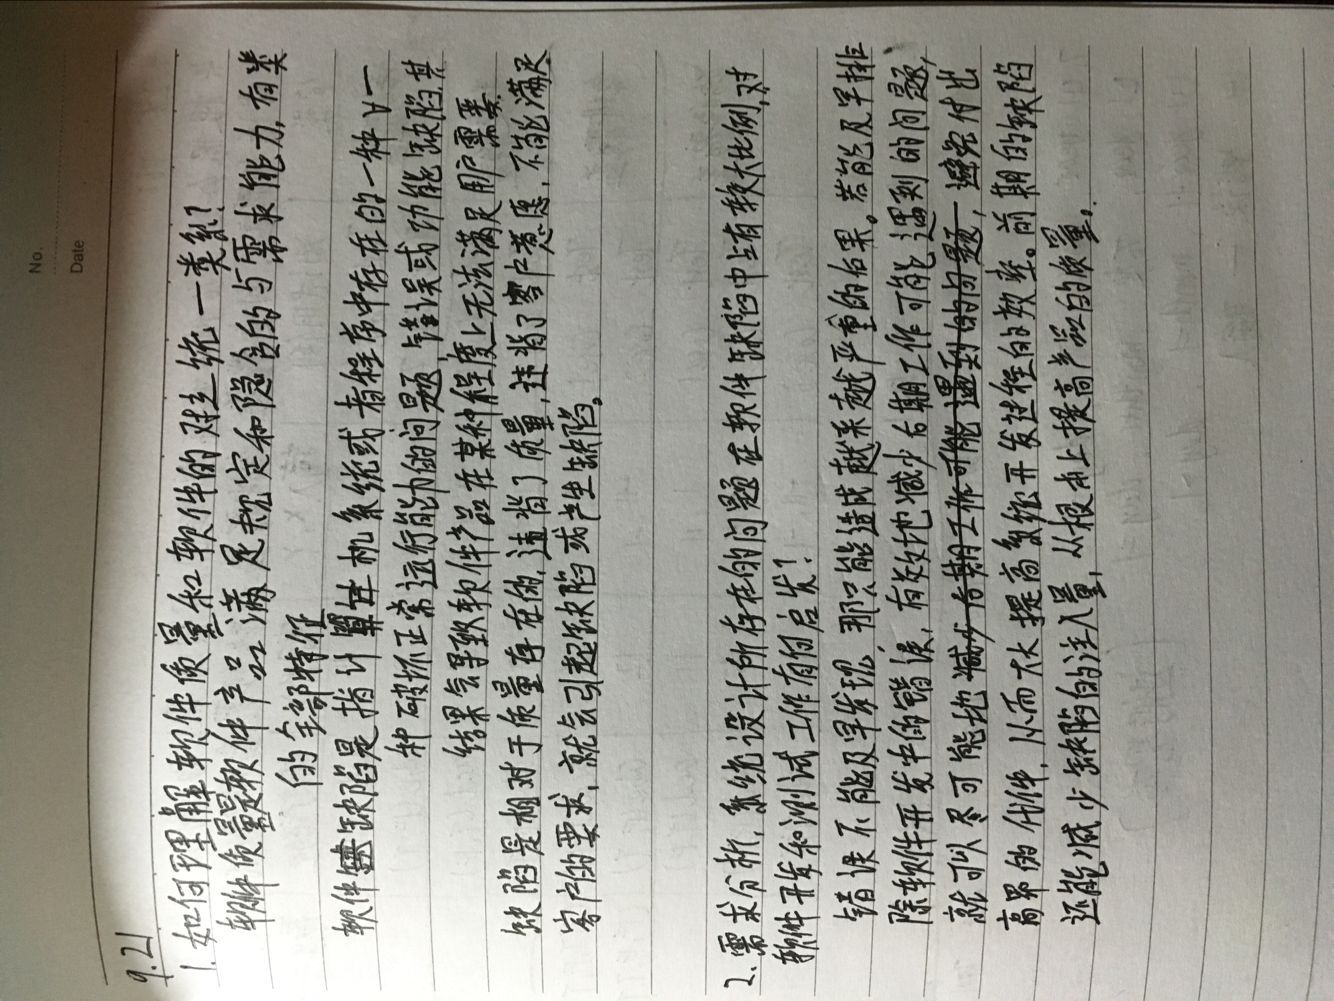 No.
Date
9.21
1.如何理解软件质量和软件的对立统一关系?
软件质量是软件产品满足规定和隐含的与需求能力,有关
的全部特征
软件缺陷是指计算机系统或者程序中存在的一种
种破坏正常运行能力的问题,错误或功能缺陷,其
结果会导致软件产品在某种程度上无法满足用户需要
缺陷是相对于质量存在的,违背了质量,违背了客户意愿,不能满足
客户的要求,就会引起缺陷或产生缺陷。
2.需求分析,系统设计所存在的问题在软件缺陷中占有较大比例,对
软件开发和测试工作有何启发?
错误不能及早发现,那只能造成越来越严重的后果。若能及早排
除软件开发中的错误,有效地减少后期工作可能遇到的问题,
就可以尽可能地减少后期工作可能遇到的问题,避免付出
高昂的代价,从而大大提高系统开发过程的效率。前期的缺陷
还能减少缺陷的注入量,从根本上提高产品的质量。